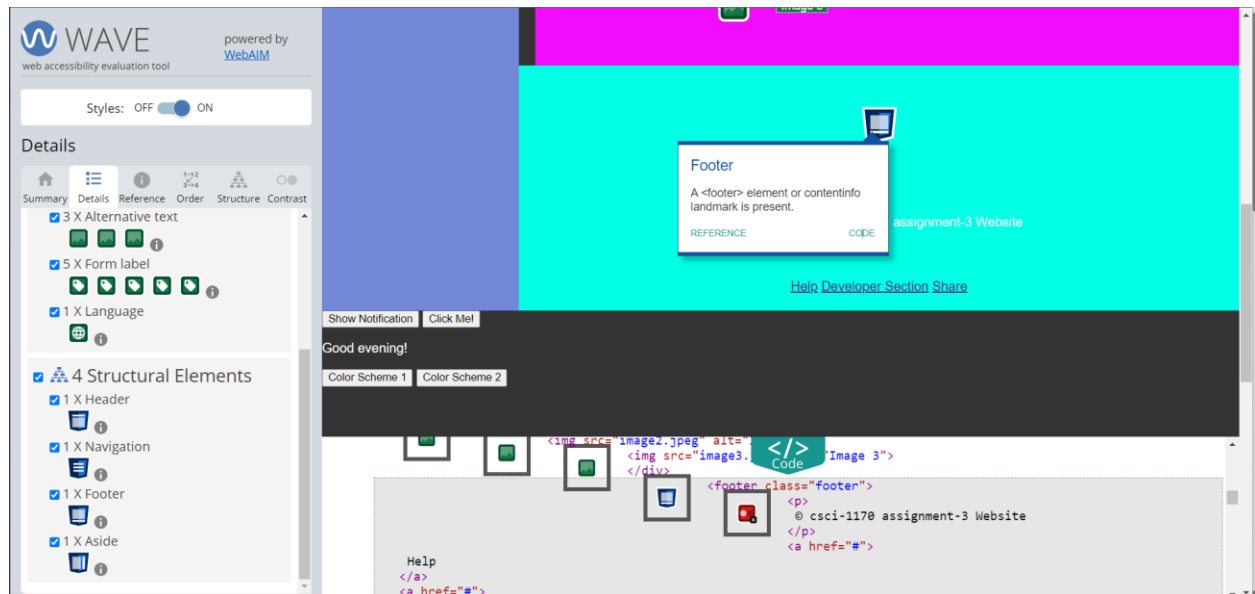 WAVE
powered by
WebAIM
web accessibility evaluation tool
Styles: OFF ON
Details
Summary Details Reference Order Structure Contrast
3 X Alternative text
5 X Form label
1 X Language
4 Structural Elements
1 X Header
1 X Navigation
1 X Footer
1 X Aside
Image 3
Footer
A <footer> element or contentinfo
landmark is present.
REFERENCE CODE
assignment-3 Website
Help Developer Section Share
Show Notification Click Me!
Good evening!
Color Scheme 1 Color Scheme 2
<img src="image2.jpeg" alt="
</> Code
<img src="image3. "Image 3">
</div>
<footer class="footer">
<p>
© csci-1170 assignment-3 Website
</p>
<a href="#">
Help
</a>
<a href="#">